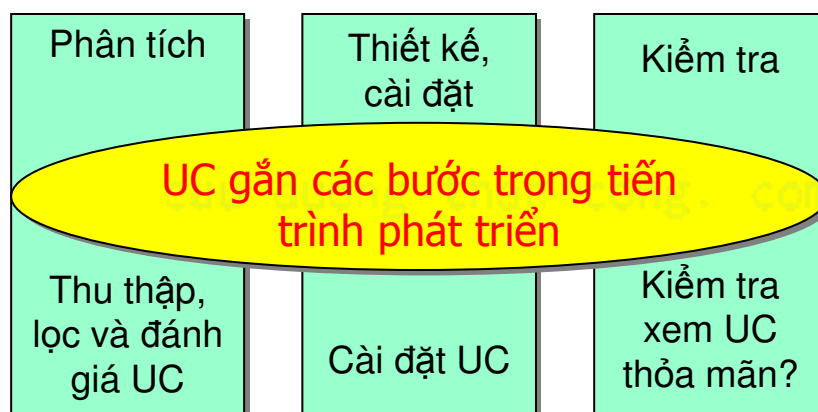 Phân tích
Thiết kế,
cài đặt
Kiểm tra
UC gắn các bước trong tiến
trình phát triển
Thu thập,
lọc và đánh
giá UC
Cài đặt UC
Kiểm tra
xem UC
thỏa mãn?